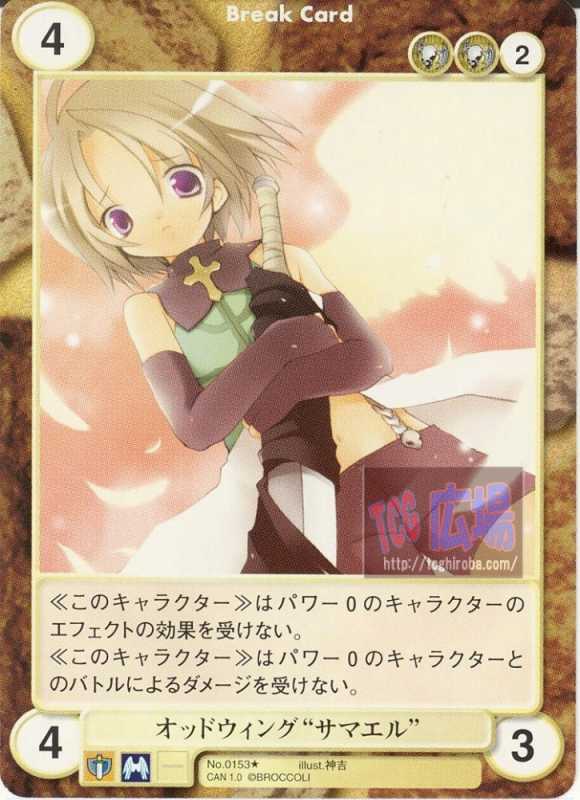 Break Card
4
2
TCG 広場
http://tcghiroba.com/
≪このキャラクター≫はパワー0のキャラクターの
エフェクトの効果を受けない。
≪このキャラクター≫はパワー0のキャラクターと
のバトルによるダメージを受けない。
オッドウィング“サマエル”
4
3
No.0153★ illust.神吉
CAN 1.0 ©BROCCOLI